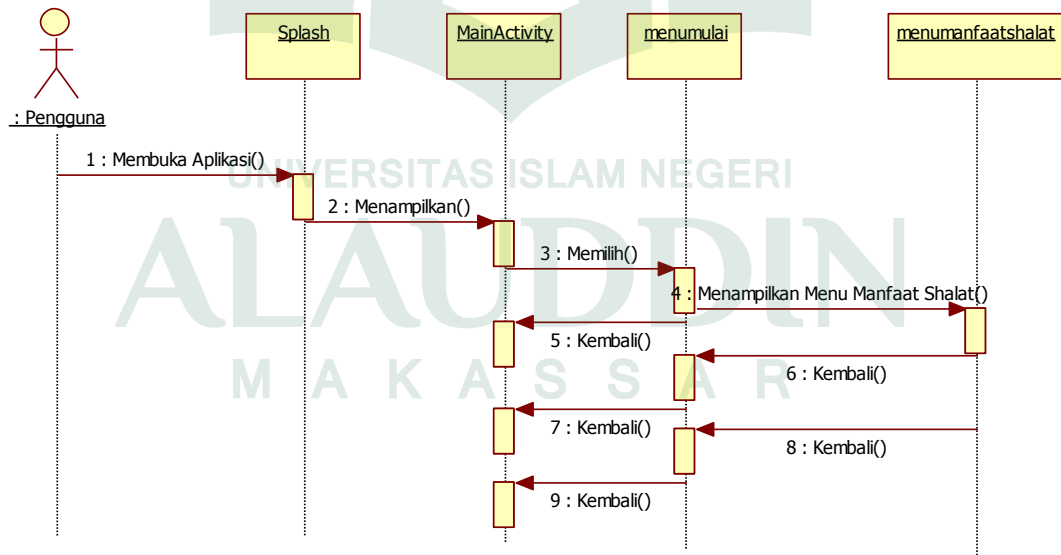 Splash
MainActivity
menumulai
menumanfaatshalat
: Pengguna
1 : Membuka Aplikasi()
UNIVERSITAS ISLAM NEGERI
2 : Menampilkan()
ALAUDDIN
3 : Memilih()
4 : Menampilkan Menu Manfaat Shalat()
5 : Kembali()
6 : Kembali()
MAKASSAR
7 : Kembali()
8 : Kembali()
9 : Kembali()